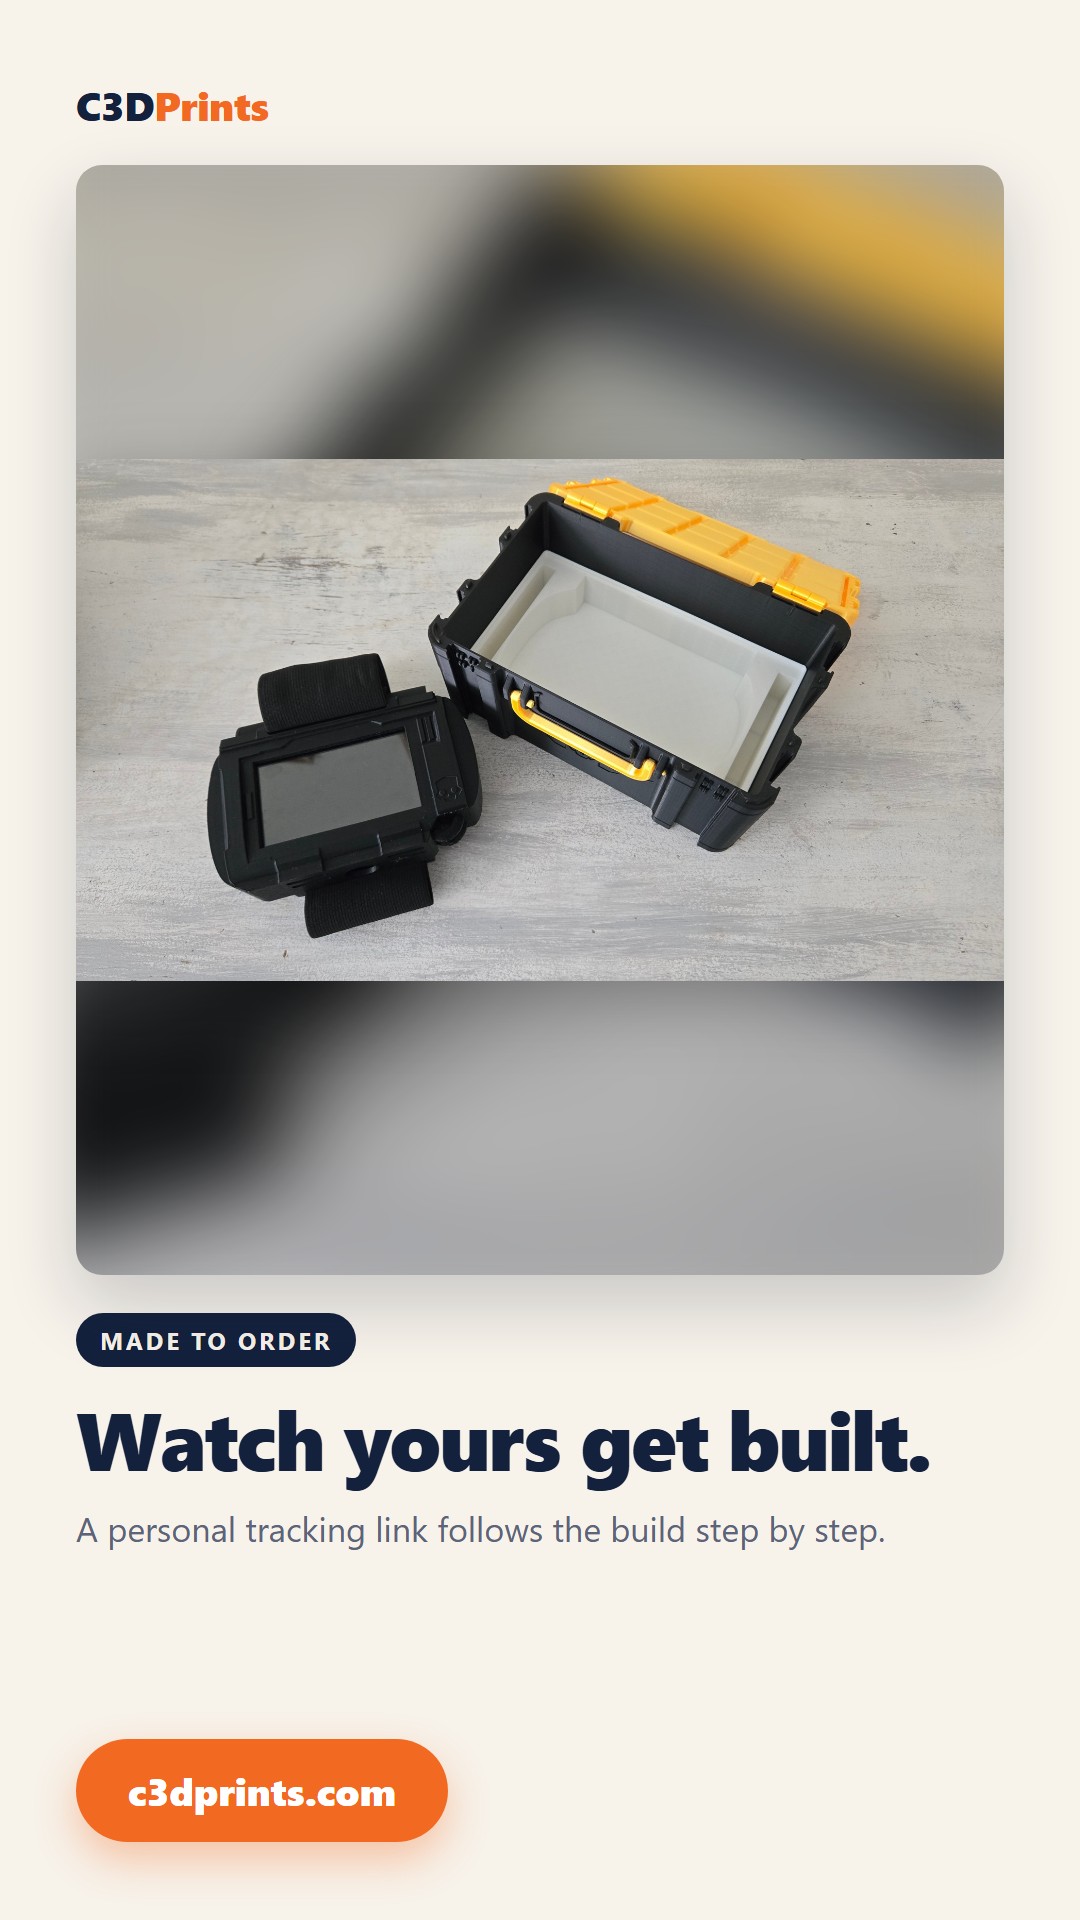 C3DPrints
MADE TO ORDER
Watch yours get built.
A personal tracking link follows the build step by step.
c3dprints.com